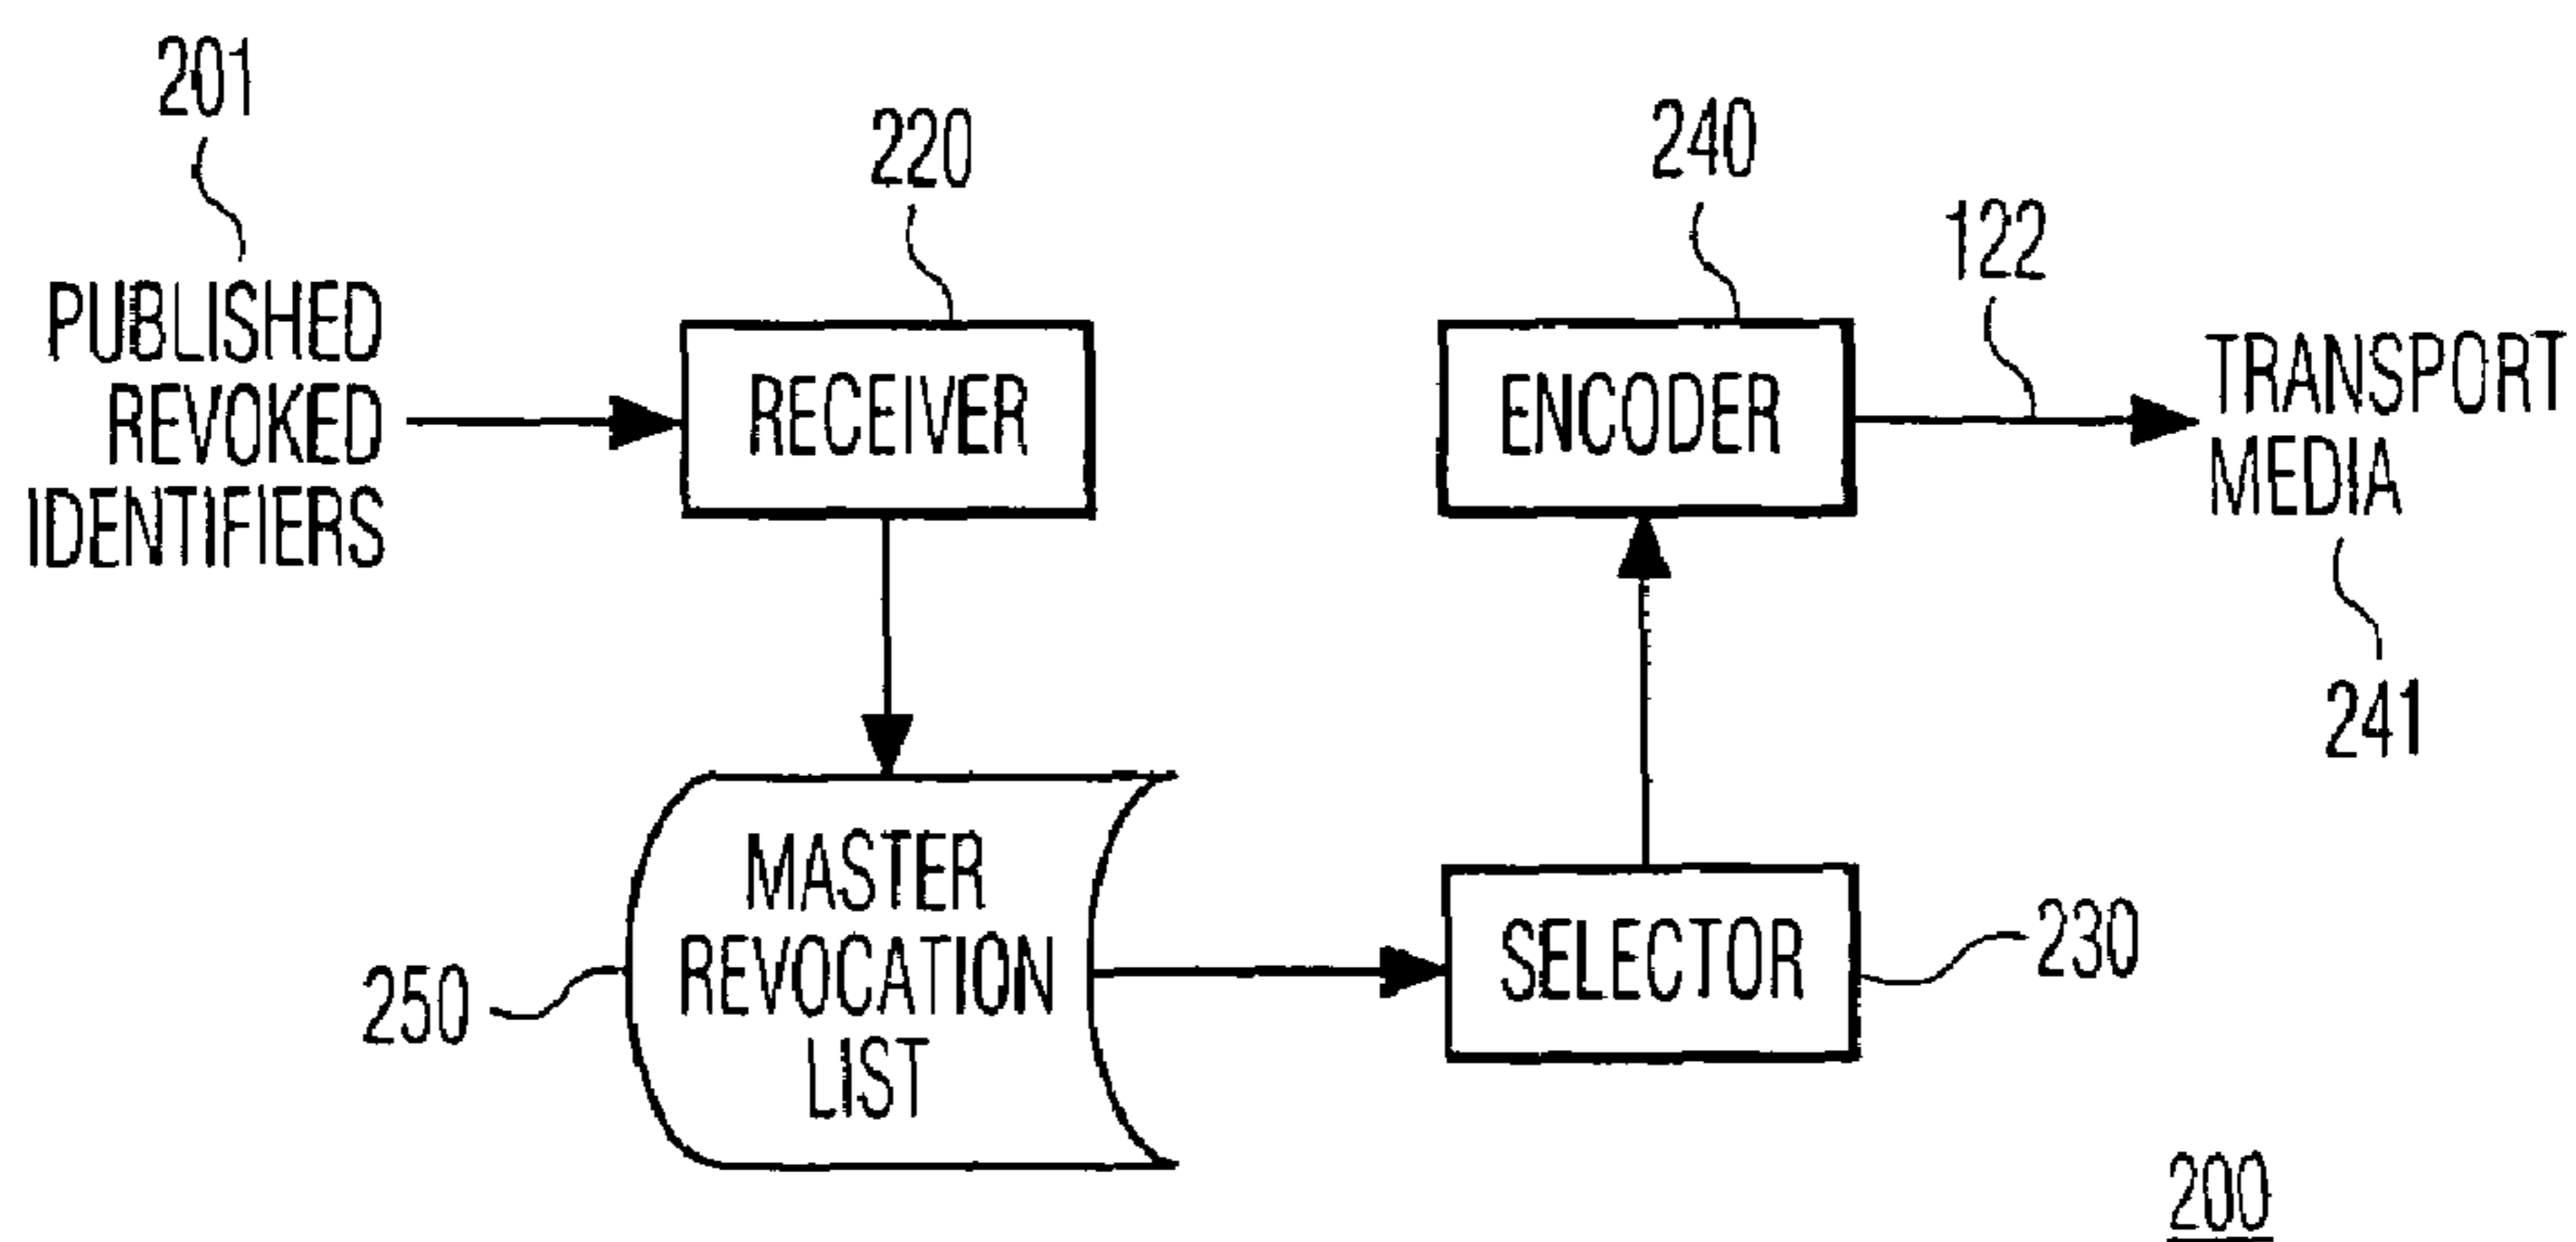 201
PUBLISHED
REVOKED
IDENTIFIERS
220
RECEIVER
240
ENCODER
122
TRANSPORT
MEDIA
241
250
MASTER
REVOCATION
LIST
SELECTOR
230
200